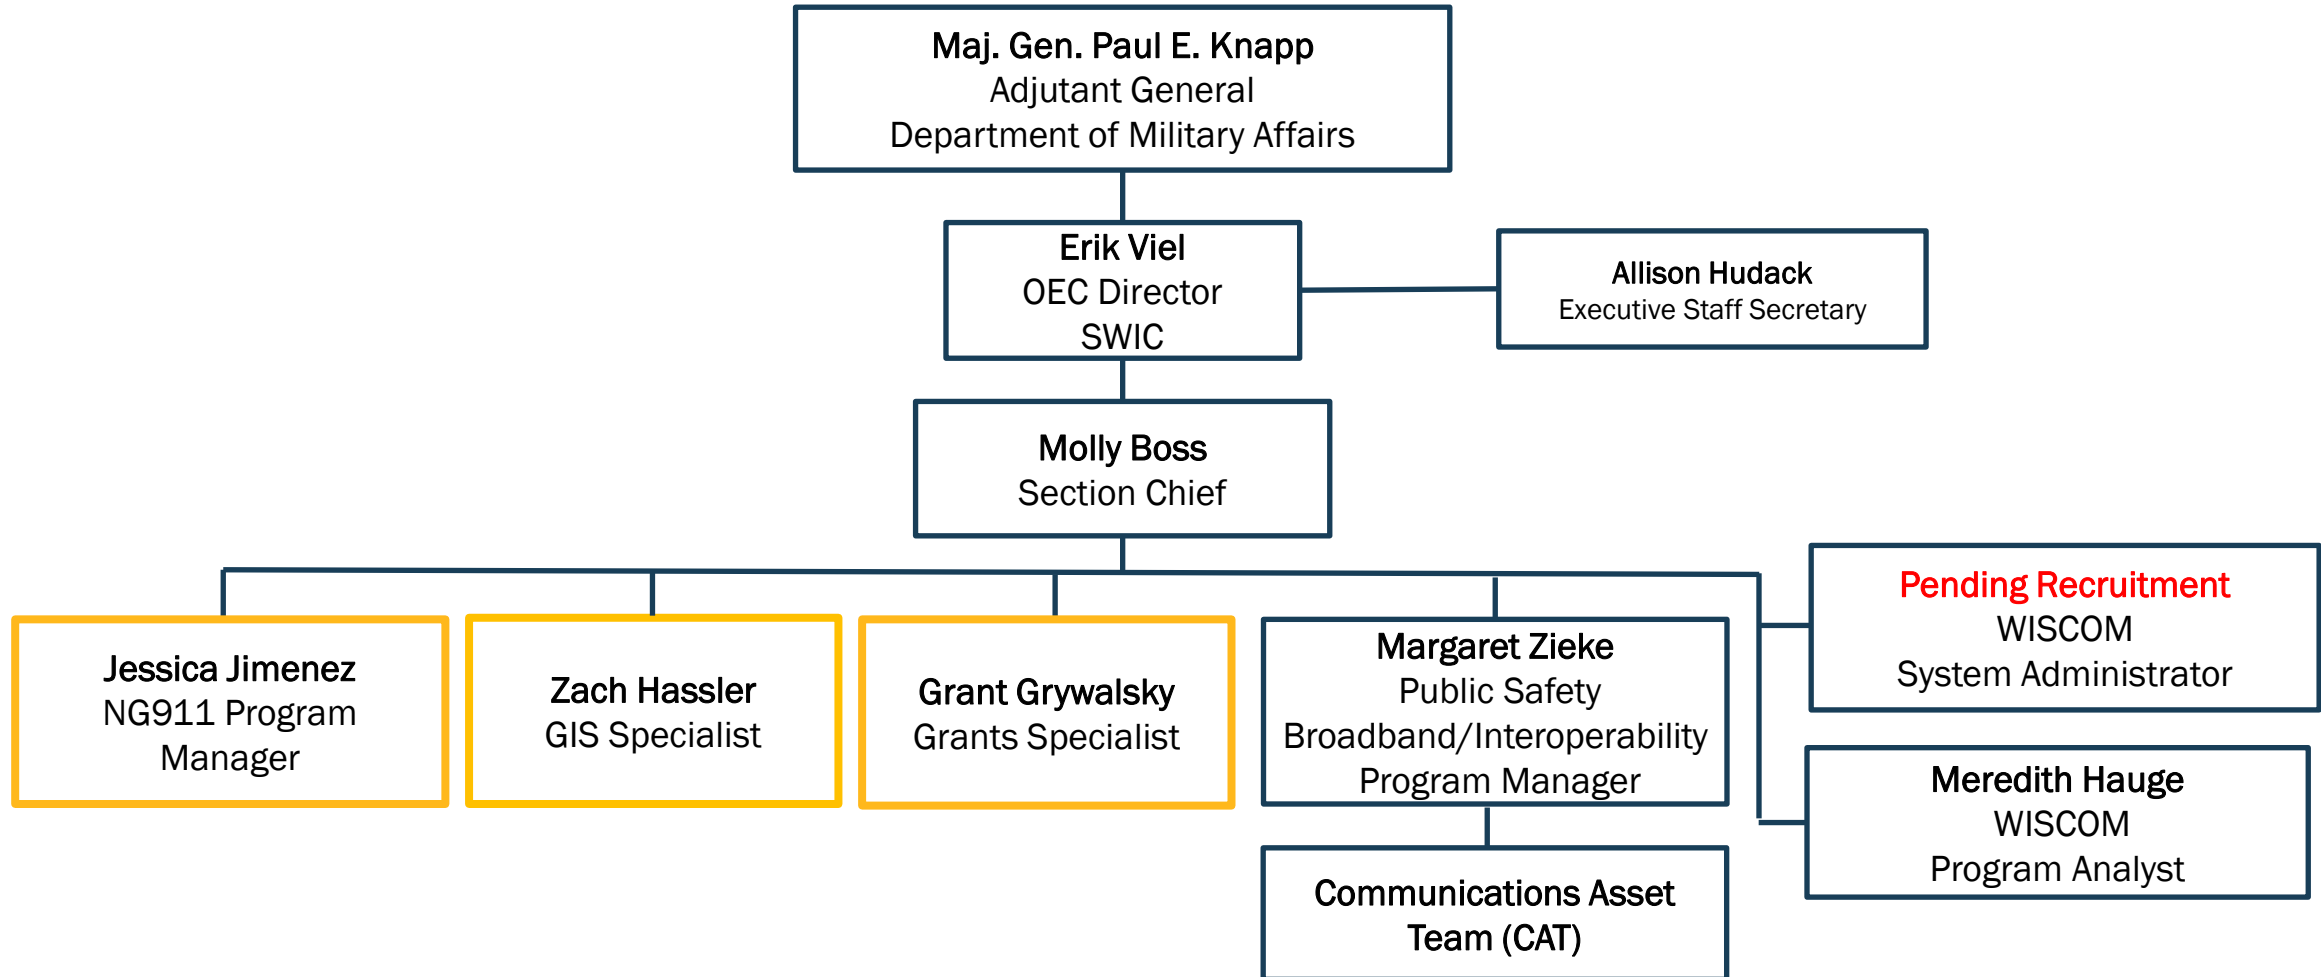 Maj. Gen. Paul E. Knapp
Adjutant General
Department of Military Affairs
Erik Viel
OEC Director
SWIC
Allison Hudack
Executive Staff Secretary
Molly Boss
Section Chief
Jessica Jimenez
NG911 Program
Manager
Zach Hassler
GIS Specialist
Grant Grywalsky
Grants Specialist
Margaret Zieke
Public Safety
Broadband/Interoperability
Program Manager
Pending Recruitment
WISCOM
System Administrator
Meredith Hauge
WISCOM
Program Analyst
Communications Asset
Team (CAT)